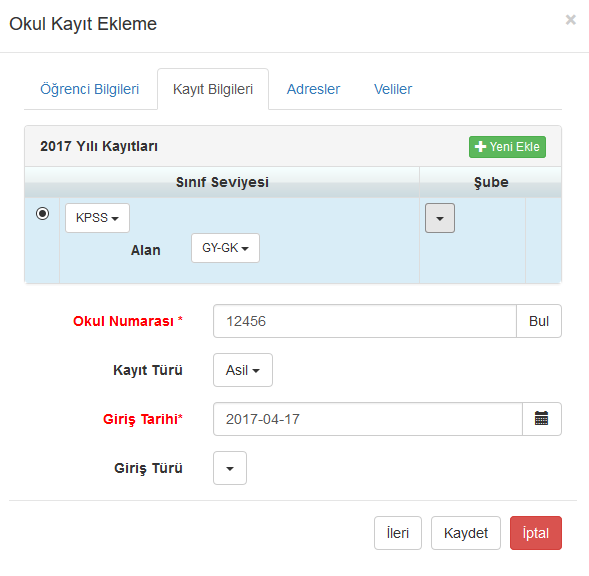 Okul Kayıt Ekleme
×
Öğrenci Bilgileri Kayıt Bilgileri Adresler Veliler
2017 Yılı Kayıtları Yeni Ekle
Sınıf Seviyesi Şube
KPSS
Alan GY-GK
Okul Numarası * 12456 Bul
Kayıt Türü Asil
Giriş Tarihi* 2017-04-17
Giriş Türü
İleri Kaydet İptal